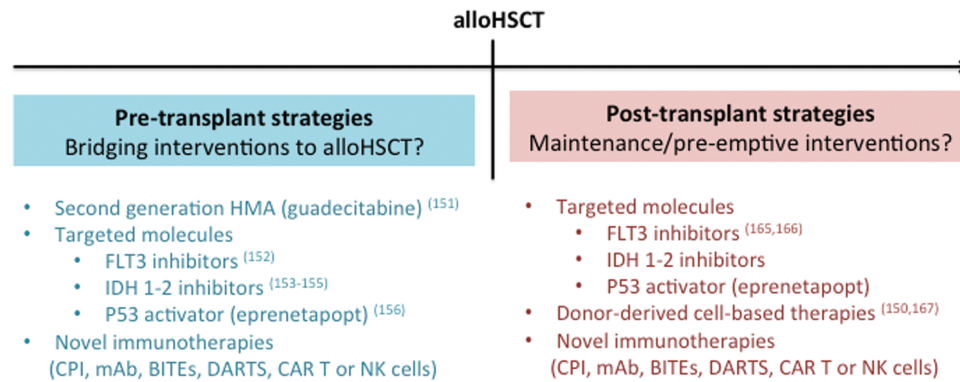 alloHSCT
Pre-transplant strategies
Bridging interventions to alloHSCT?
• Second generation HMA (guadecitabine) (151)
• Targeted molecules
• FLT3 inhibitors (152)
• IDH 1-2 inhibitors (153-155)
• P53 activator (eprenetapopt) (156)
• Novel immunotherapies
(CPI, mAb, BITEs, DARTS, CAR T or NK cells)
Post-transplant strategies
Maintenance/pre-emptive interventions?
• Targeted molecules
• FLT3 inhibitors (165,166)
• IDH 1-2 inhibitors
• P53 activator (eprenetapopt)
• Donor-derived cell-based therapies (150,167)
• Novel immunotherapies
(CPI, mAb, BITEs, DARTS, CAR T or NK cells)